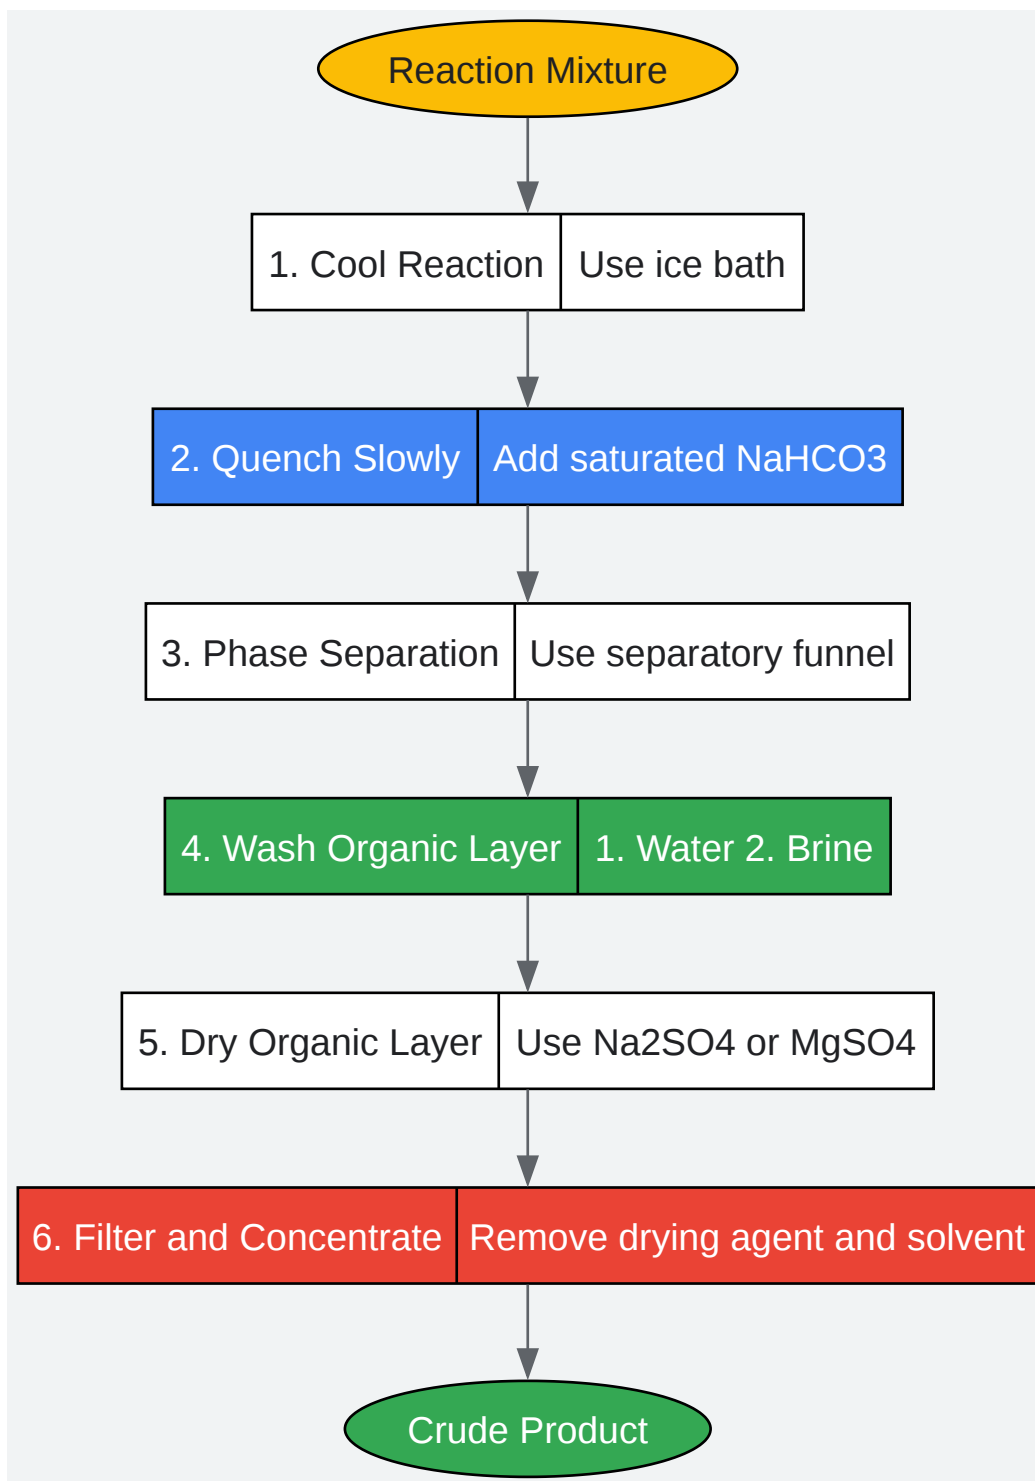 Reaction Mixture
1. Cool Reaction Use ice bath
2. Quench Slowly Add saturated NaHCO3
3. Phase Separation Use separatory funnel
4. Wash Organic Layer 1. Water 2. Brine
5. Dry Organic Layer Use Na2SO4 or MgSO4
6. Filter and Concentrate Remove drying agent and solvent
Crude Product